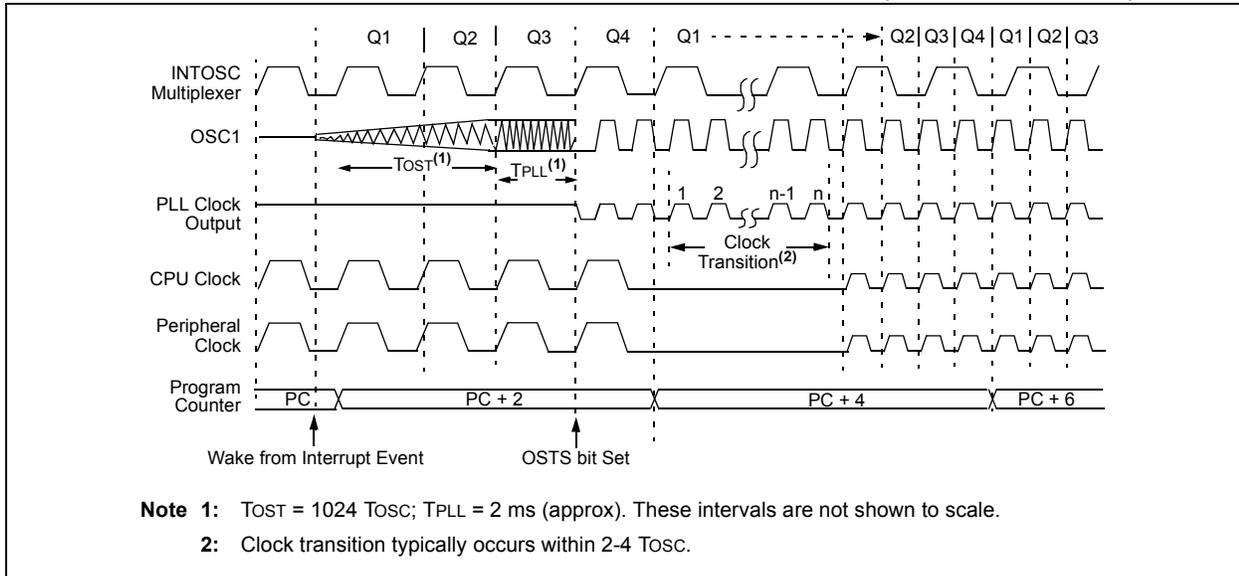 Q1 Q2 Q3 Q4 Q1 Q2 Q3 Q4 Q1 Q2 Q3
INTOSC
Multiplexer
OSC1
TOST(1)
TPLL(1)
1 2 n-1 n
PLL Clock
Output
Clock
Transition(2)
CPU Clock
Peripheral
Clock
Program
Counter
PC PC + 2 PC + 4 PC + 6
Wake from Interrupt Event OSTS bit Set
Note 1: TOST = 1024 TOSC; TPLL = 2 ms (approx). These intervals are not shown to scale.
2: Clock transition typically occurs within 2-4 TOSC.